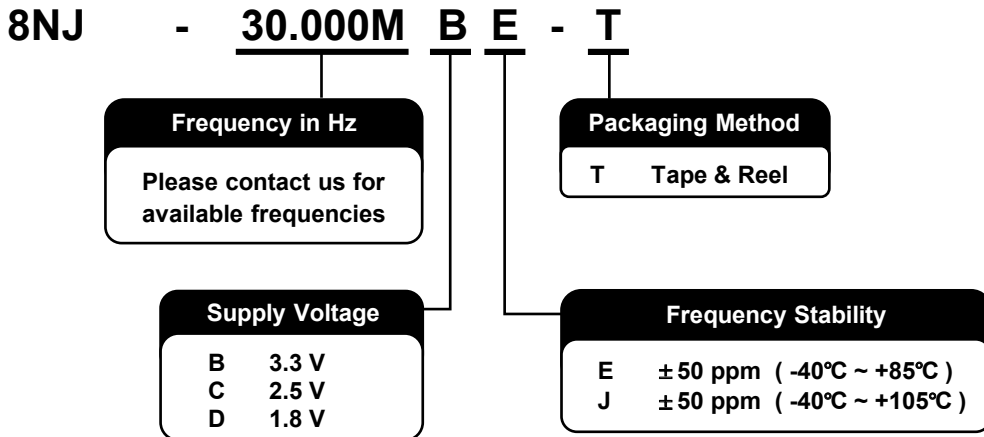 8NJ - 30.000M B E - T
Frequency in Hz
Please contact us for
available frequencies
Packaging Method
T Tape & Reel
Supply Voltage
B 3.3 V
C 2.5 V
D 1.8 V
Frequency Stability
E ±50 ppm ( -40℃ ~ +85℃ )
J ±50 ppm ( -40℃ ~ +105℃ )